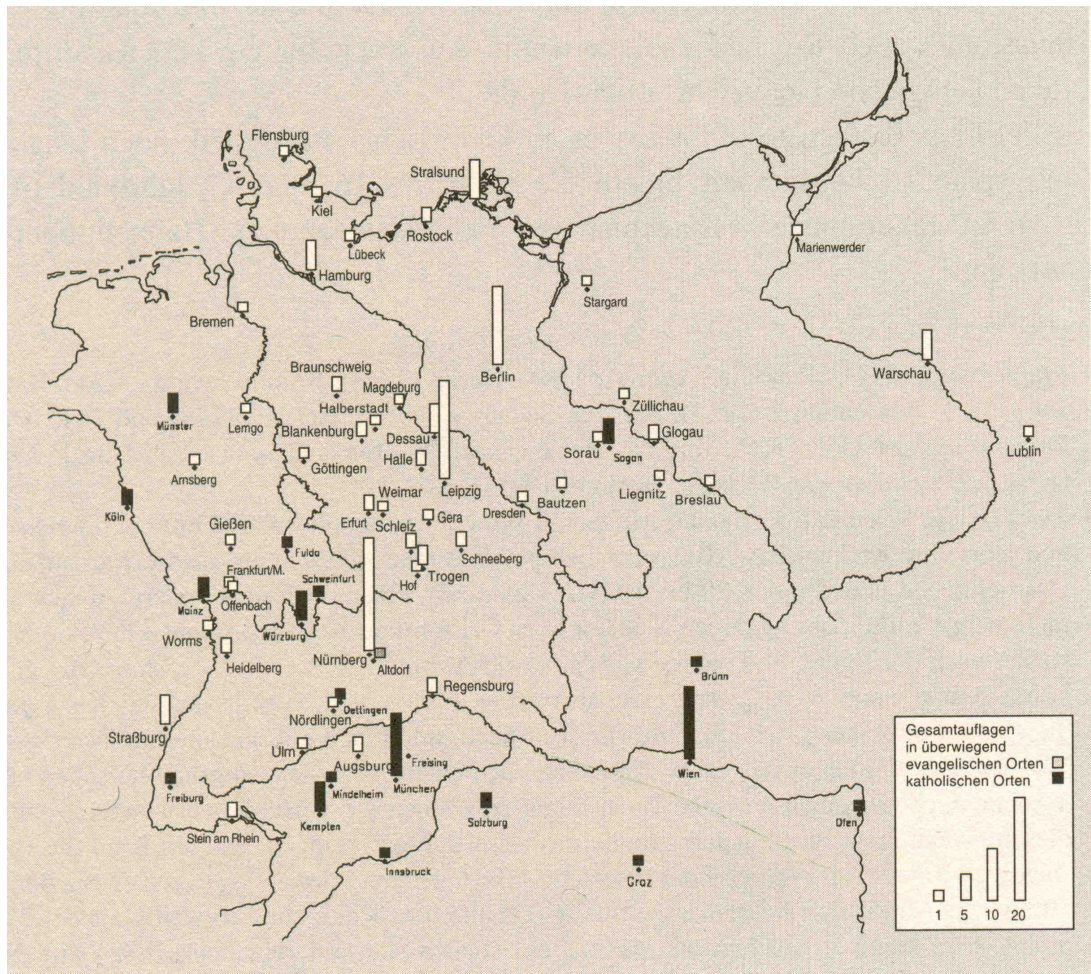 Flensburg
Stralsund
Kiel
Rostock
Lübeck
Marienwerder
Hamburg
Stargard
Bremen
Warschau
Berlin
Braunschweig
Magdeburg
Züllichau
Halberstadt
Münster
Lemgo
Blankenburg
Dessau
Glogau
Sorau
Sagan
Lublin
Göttingen
Halle
Arnsberg
Liegnitz
Breslau
Leipzig
Weimar
Bautzen
Dresden
Köln
Erfurt
Schleiz
Gera
Gießen
Fulda
Schneeberg
Trogen
Hof
Frankfurt/M.
Schweinfurt
Mainz
Offenbach
Würzburg
Worms
Nürnberg
Altdorf
Heidelberg
Brünn
Regensburg
Oettingen
Nördlingen
Straßburg
Ulm
Augsburg
Freising
Wien
München
Freiburg
Mindelheim
Kempten
Salzburg
Ofen
Stein am Rhein
Innsbruck
Graz
Gesamtauflagen
in überwiegend
evangelischen Orten
katholischen Orten
1 5 10 20